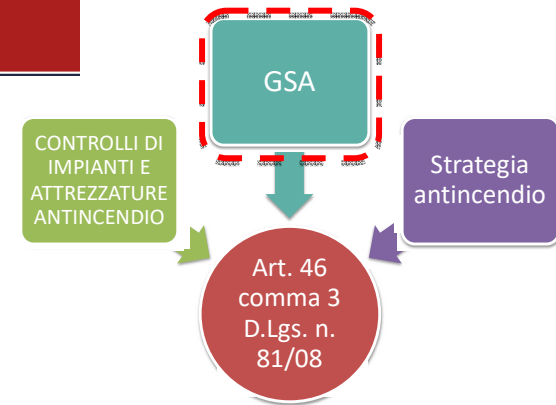 GSA
CONTROLLI DI
IMPIANTI E
ATTREZZATURE
ANTINCENDIO
Strategia
antincendio
Art. 46
comma 3
D.Lgs. n.
81/08